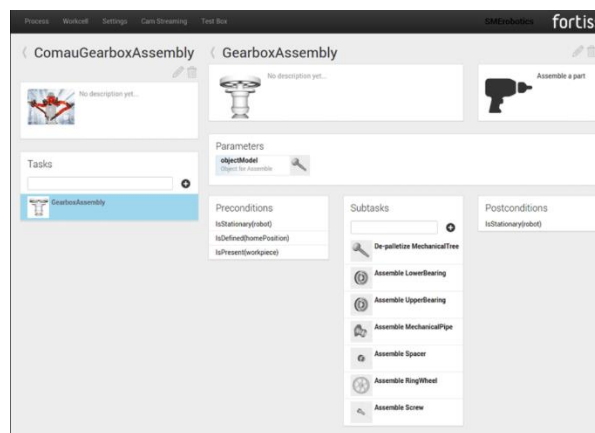 Process Workcell Settings Cam Streaming Test Box SMErobotics fortiss
ComauGearboxAssembly
No description yet...
Tasks
GearboxAssembly
GearboxAssembly
No description yet...
Assemble a part
Parameters
objectModel
Object for Assemble
Preconditions
IsStationary(robot)
IsDefined(homePosition)
IsPresent(workpiece)
Subtasks
De-palletize MechanicalTree
Assemble LowerBearing
Assemble UpperBearing
Assemble MechanicalPipe
Assemble Spacer
Assemble RingWheel
Assemble Screw
Postconditions
IsStationary(robot)